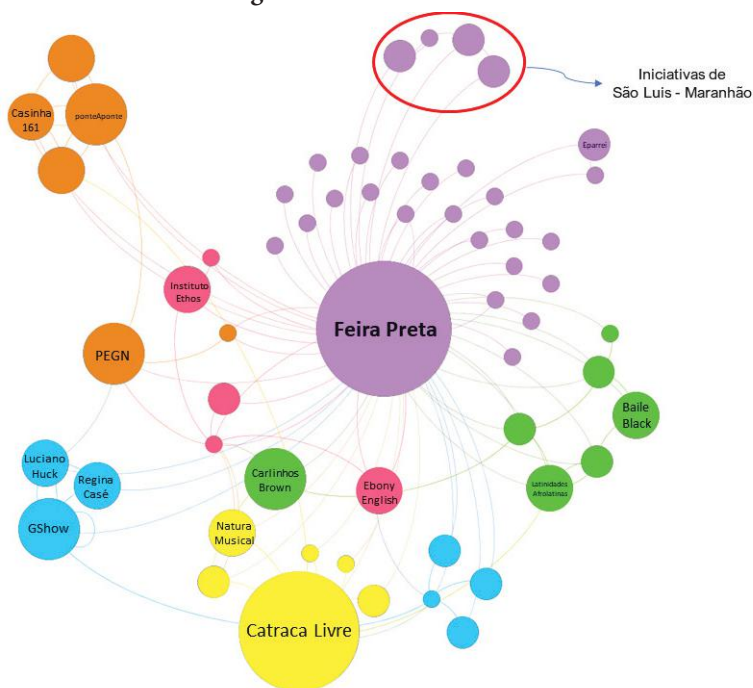 Iniciativas de
São Luis - Maranhão
Casinha
161
ponteAponte
Eparrei
Instituto
Ethos
Feira Preta
PEGN
Baile
Black
Luciano
Huck
Regina
Casé
Carlinhos
Brown
Ebony
English
Latinidades
Afrolatinas
GShow
Natura
Musical
Catraca Livre